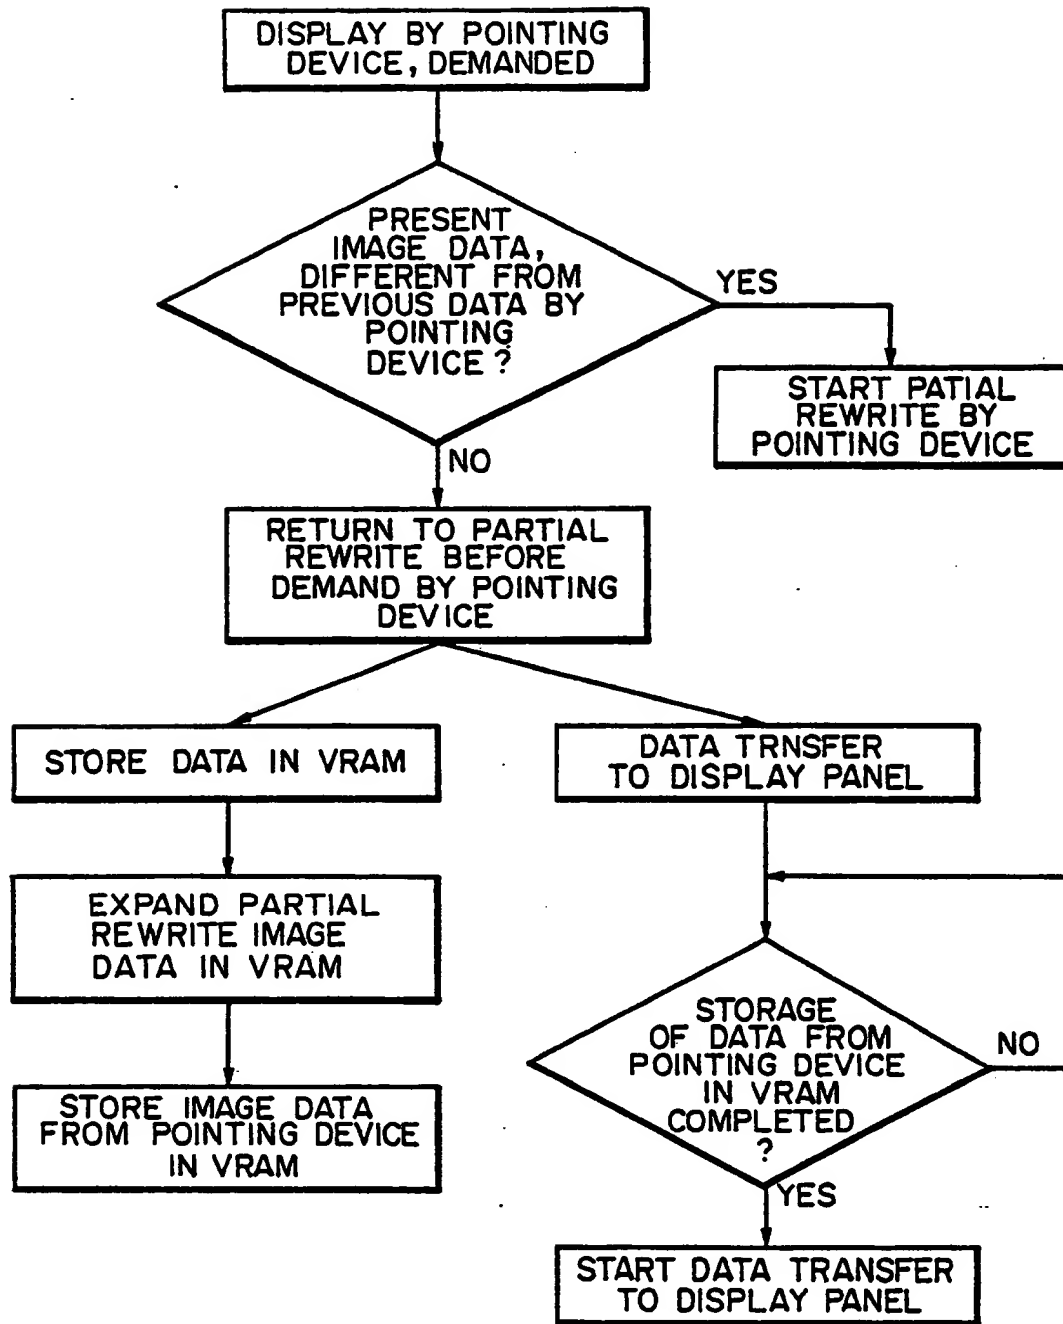 DISPLAY BY POINTING
DEVICE, DEMANDED
PRESENT
IMAGE DATA,
DIFFERENT FROM
PREVIOUS DATA BY
POINTING
DEVICE ?
YES
START PATIAL
REWRITE BY
POINTING DEVICE
NO
RETURN TO PARTIAL
REWRITE BEFORE
DEMAND BY POINTING
DEVICE
STORE DATA IN VRAM
DATA TRNSFER
TO DISPLAY PANEL
EXPAND PARTIAL
REWRITE IMAGE
DATA IN VRAM
STORAGE
OF DATA FROM
POINTING DEVICE
IN VRAM
COMPLETED
?
NO
STORE IMAGE DATA
FROM POINTING DEVICE
IN VRAM
YES
START DATA TRANSFER
TO DISPLAY PANEL